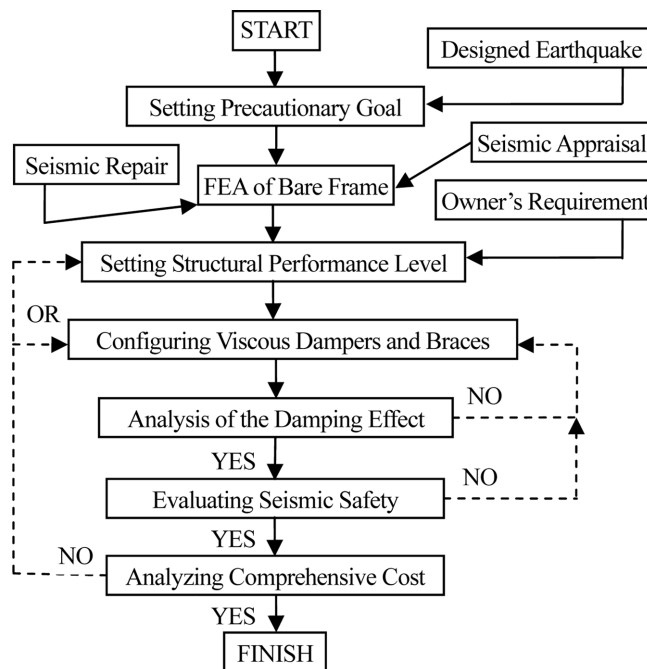 START
Designed Earthquake
Setting Precautionary Goal
Seismic Appraisal
Seismic Repair
FEA of Bare Frame
Owner's Requirement
Setting Structural Performance Level
OR
Configuring Viscous Dampers and Braces
NO
Analysis of the Damping Effect
YES
NO
Evaluating Seismic Safety
YES
NO
Analyzing Comprehensive Cost
YES
FINISH